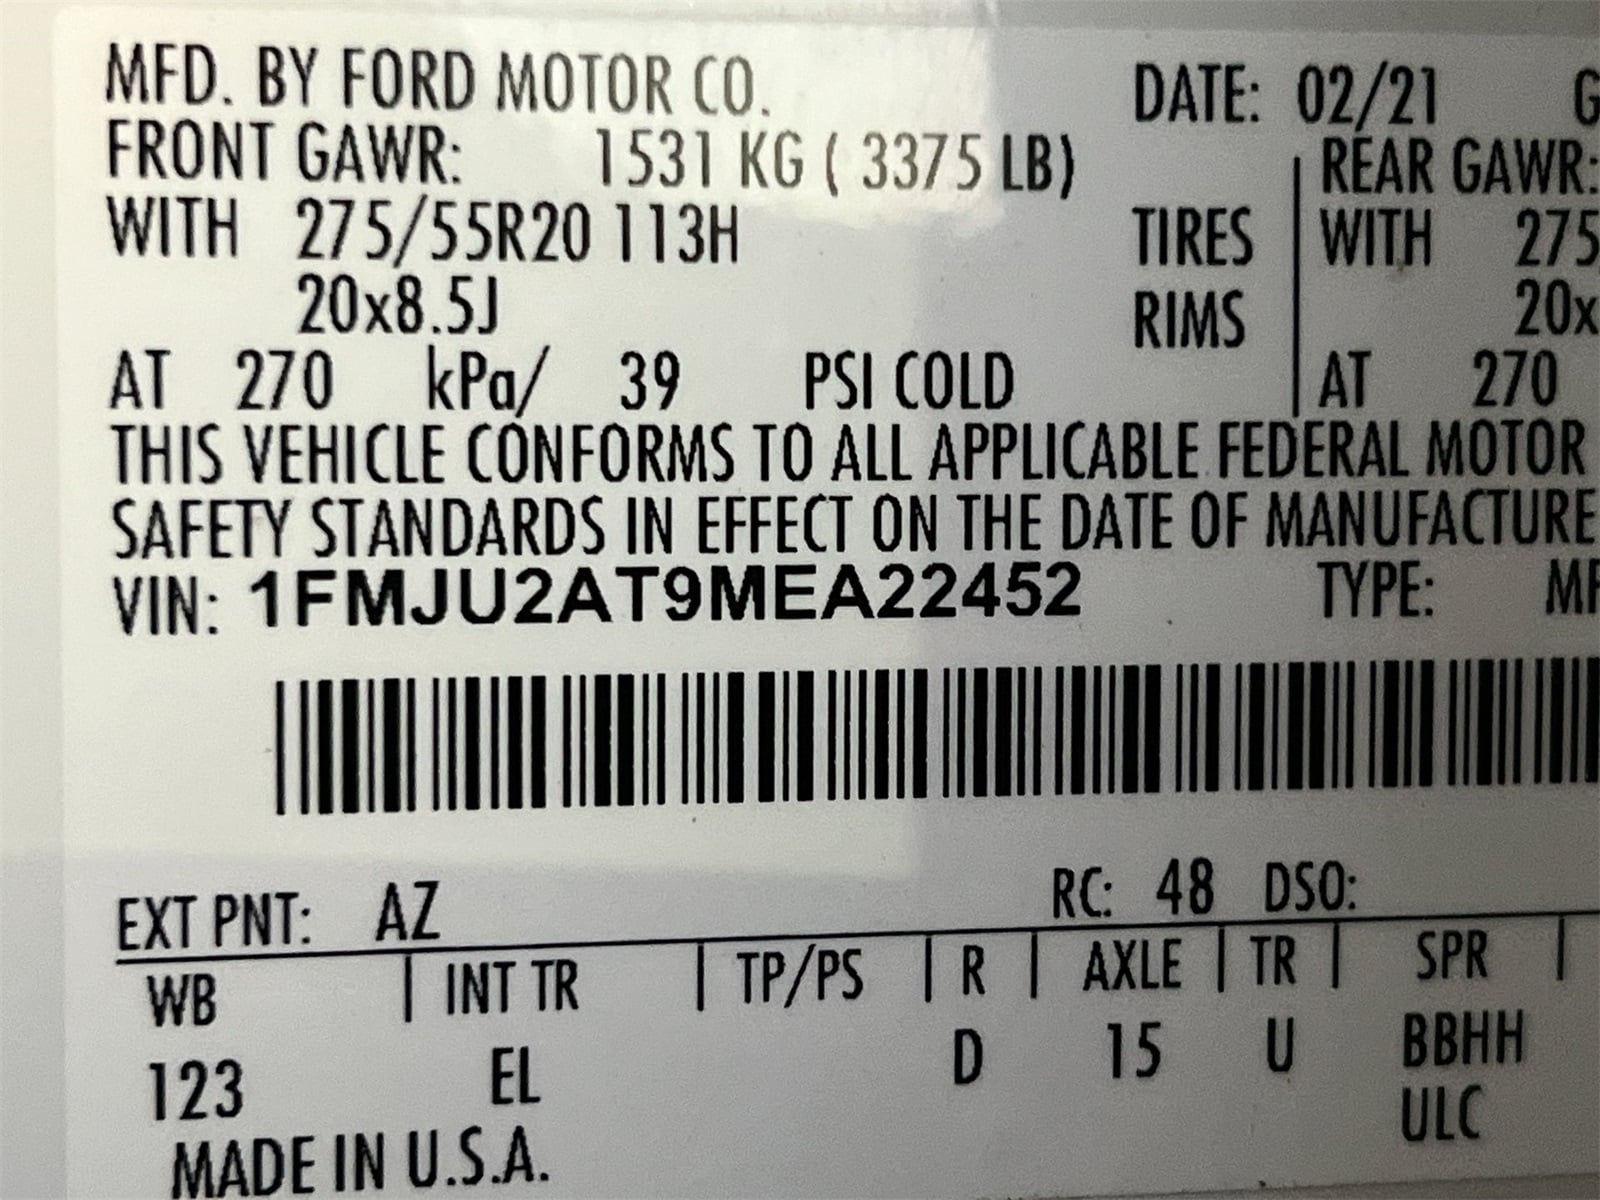 MFD. BY FORD MOTOR CO. DATE: 02/21 G
FRONT GAWR: 1531 KG ( 3375 LB) REAR GAWR:
WITH 275/55R20 113H TIRES WITH 275
20x8.5J RIMS 20x
AT 270 kPa/ 39 PSI COLD AT 270
THIS VEHICLE CONFORMS TO ALL APPLICABLE FEDERAL MOTOR
SAFETY STANDARDS IN EFFECT ON THE DATE OF MANUFACTURE
VIN: 1FMJU2AT9MEA22452 TYPE: MP
EXT PNT: AZ RC: 48 DSO:
WB | INT TR | TP/PS | R | AXLE | TR | SPR |
123 EL D 15 U BBHH
ULC
MADE IN U.S.A.